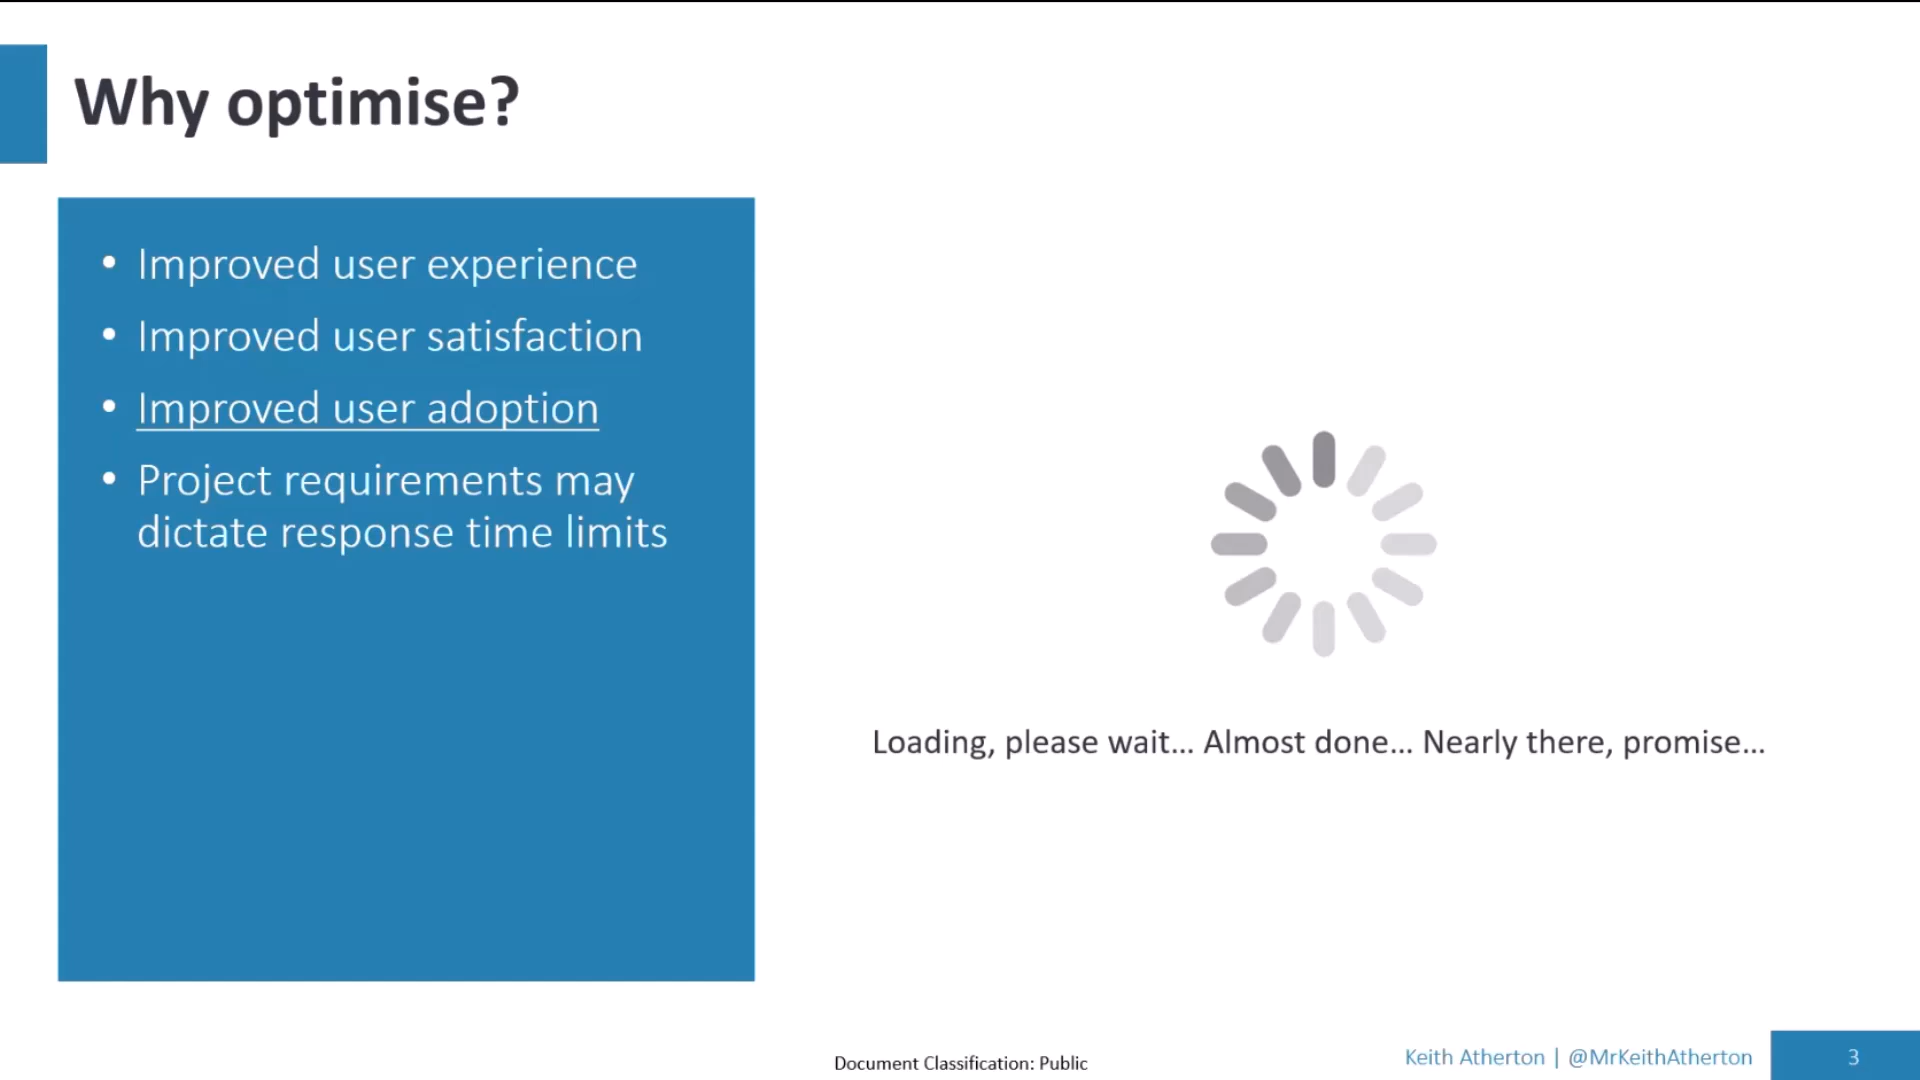 Why optimise?
• Improved user experience
• Improved user satisfaction
• Improved user adoption
• Project requirements may
dictate response time limits
Loading, please wait... Almost done... Nearly there, promise...
Document Classification: Public
Keith Atherton | @MrKeithAtherton
3